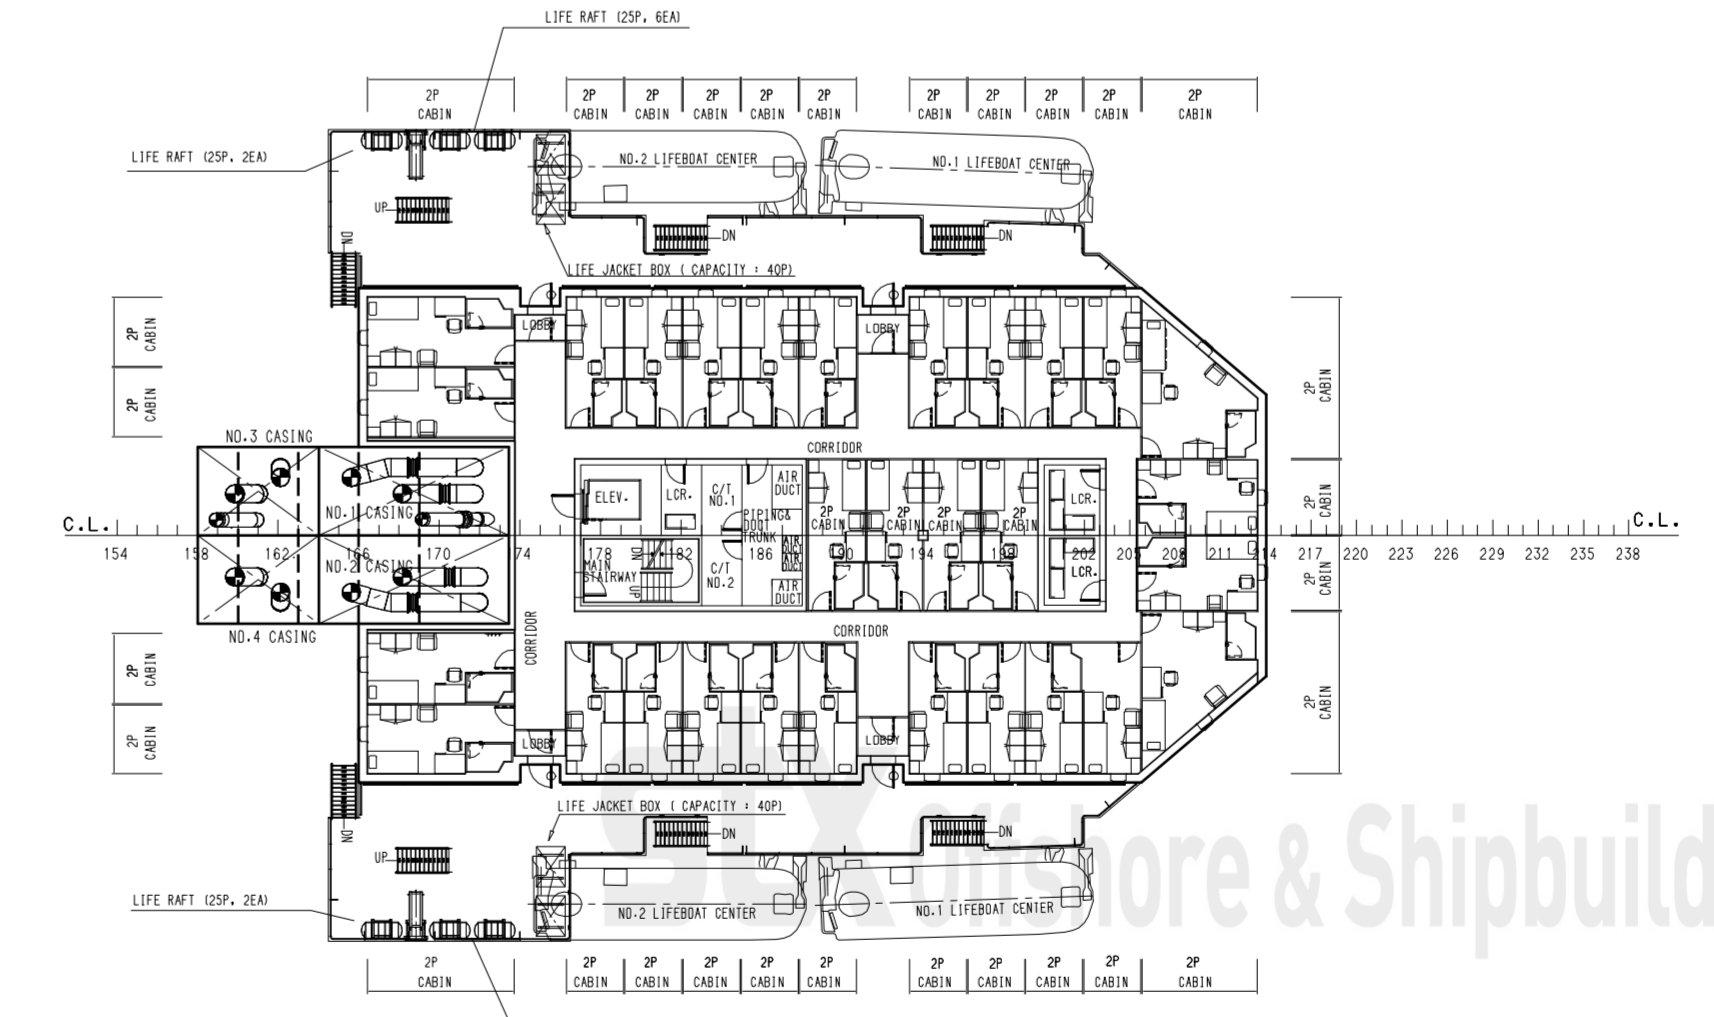 LIFE RAFT (25P, 6EA)
2P
CABIN
2P
CABIN
2P
CABIN
2P
CABIN
2P
CABIN
2P
CABIN
2P
CABIN
2P
CABIN
2P
CABIN
2P
CABIN
2P
CABIN
LIFE RAFT (25P, 2EA)
NO.2 LIFEBOAT CENTER
NO.1 LIFEBOAT CENTER
UP
DN
DN
DN
LIFE JACKET BOX ( CAPACITY : 40P)
LOBBY
LOBBY
2P
CABIN
2P
CABIN
2P
CABIN
NO.3 CASING
CORRIDOR
ELEV.
LCR.
C/T
NO.1
AIR
DUCT
LCR.
2P
CABIN
NO.1 CASING
PIPING&
DUCT
TRUNK
2P
CABIN
2P
CABIN
2P
CABIN
2P
CABIN
C.L.
C.L.
154
158
162
166
170
74
178
182
186
190
194
198
202
205
208
211
214
217
220
223
226
229
232
235
238
NO.2 CASING
MAIN
STAIRWAY
DN
UP
C/T
NO.2
AIR
DUCT
AIR
DUCT
AIR
DUCT
LCR.
2P
CABIN
NO.4 CASING
CORRIDOR
CORRIDOR
2P
CABIN
2P
CABIN
2P
CABIN
LOBBY
LOBBY
LIFE JACKET BOX ( CAPACITY : 40P)
DN
DN
DN
UP
stx Offshore & Shipbuild
LIFE RAFT (25P, 2EA)
NO.2 LIFEBOAT CENTER
NO.1 LIFEBOAT CENTER
2P
CABIN
2P
CABIN
2P
CABIN
2P
CABIN
2P
CABIN
2P
CABIN
2P
CABIN
2P
CABIN
2P
CABIN
2P
CABIN
2P
CABIN